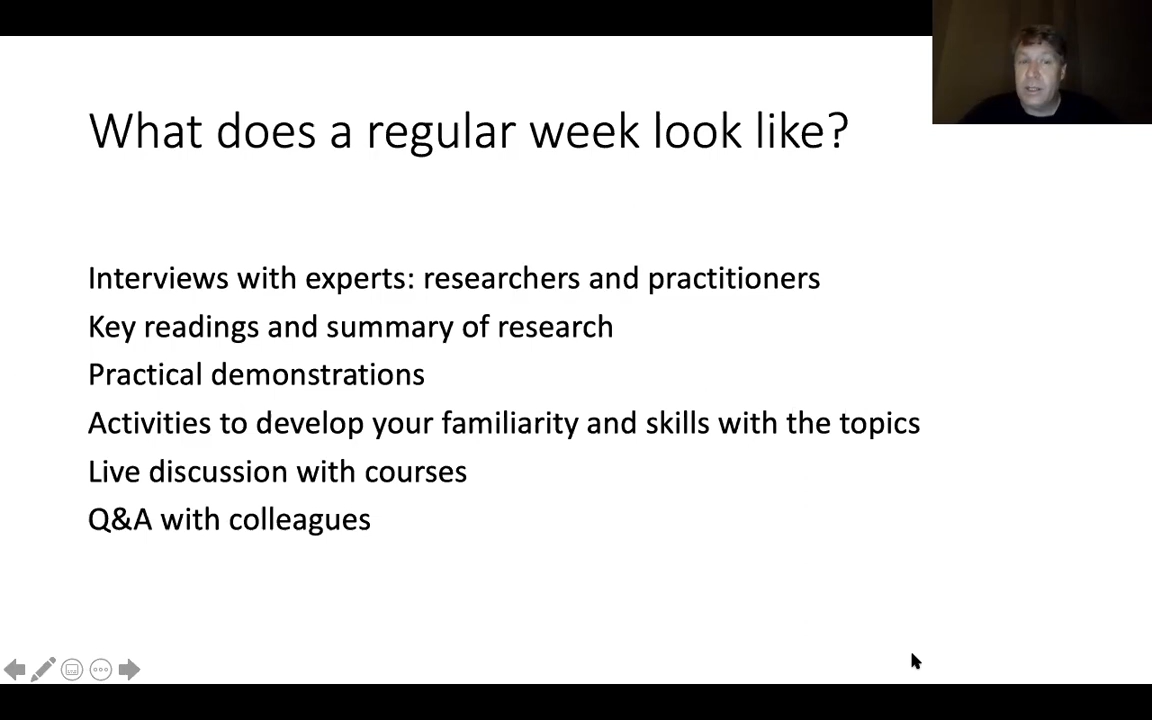 What does a regular week look like?
Interviews with experts: researchers and practitioners
Key readings and summary of research
Practical demonstrations
Activities to develop your familiarity and skills with the topics
Live discussion with courses
Q&A with colleagues